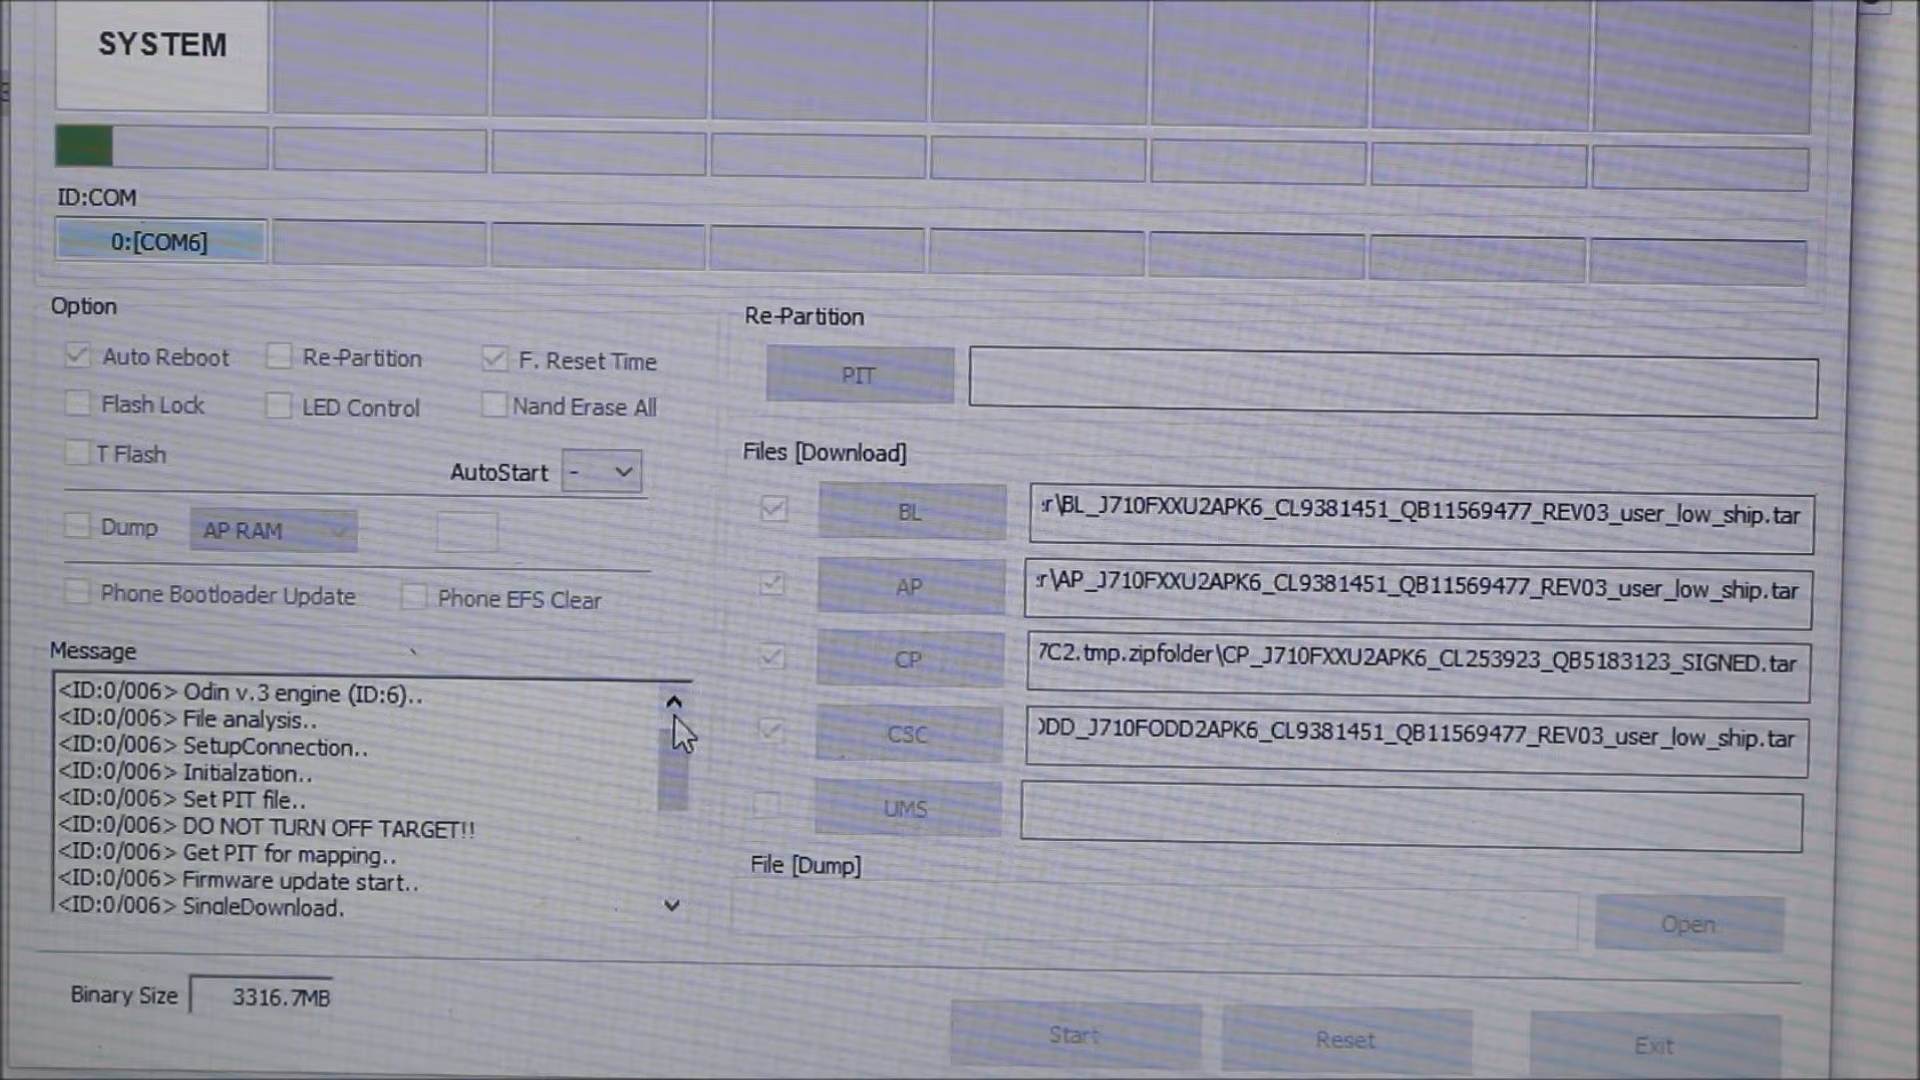 SYSTEM
ID:COM
0:[COM6]
Option
Auto Reboot
Re-Partition
F. Reset Time
Flash Lock
LED Control
Nand Erase All
T Flash
AutoStart
-
Dump
AP RAM
Phone Bootloader Update
Phone EFS Clear
Message
<ID:0/006> Odin v.3 engine (ID:6)..
<ID:0/006> File analysis..
<ID:0/006> SetupConnection..
<ID:0/006> Initialzation..
<ID:0/006> Set PIT file..
<ID:0/006> DO NOT TURN OFF TARGET!!
<ID:0/006> Get PIT for mapping..
<ID:0/006> Firmware update start..
<ID:0/006> SingleDownload.
Binary Size
3316.7MB
Re-Partition
PIT
Files [Download]
BL
r\BL_J710FXXU2APK6_CL9381451_QB11569477_REV03_user_low_ship.tar
AP
r\AP_J710FXXU2APK6_CL9381451_QB11569477_REV03_user_low_ship.tar
CP
7C2.tmp.zipfolder\CP_J710FXXU2APK6_CL253923_QB5183123_SIGNED.tar
CSC
DD_J710FODD2APK6_CL9381451_QB11569477_REV03_user_low_ship.tar
UMS
File [Dump]
Open
Start
Reset
Exit